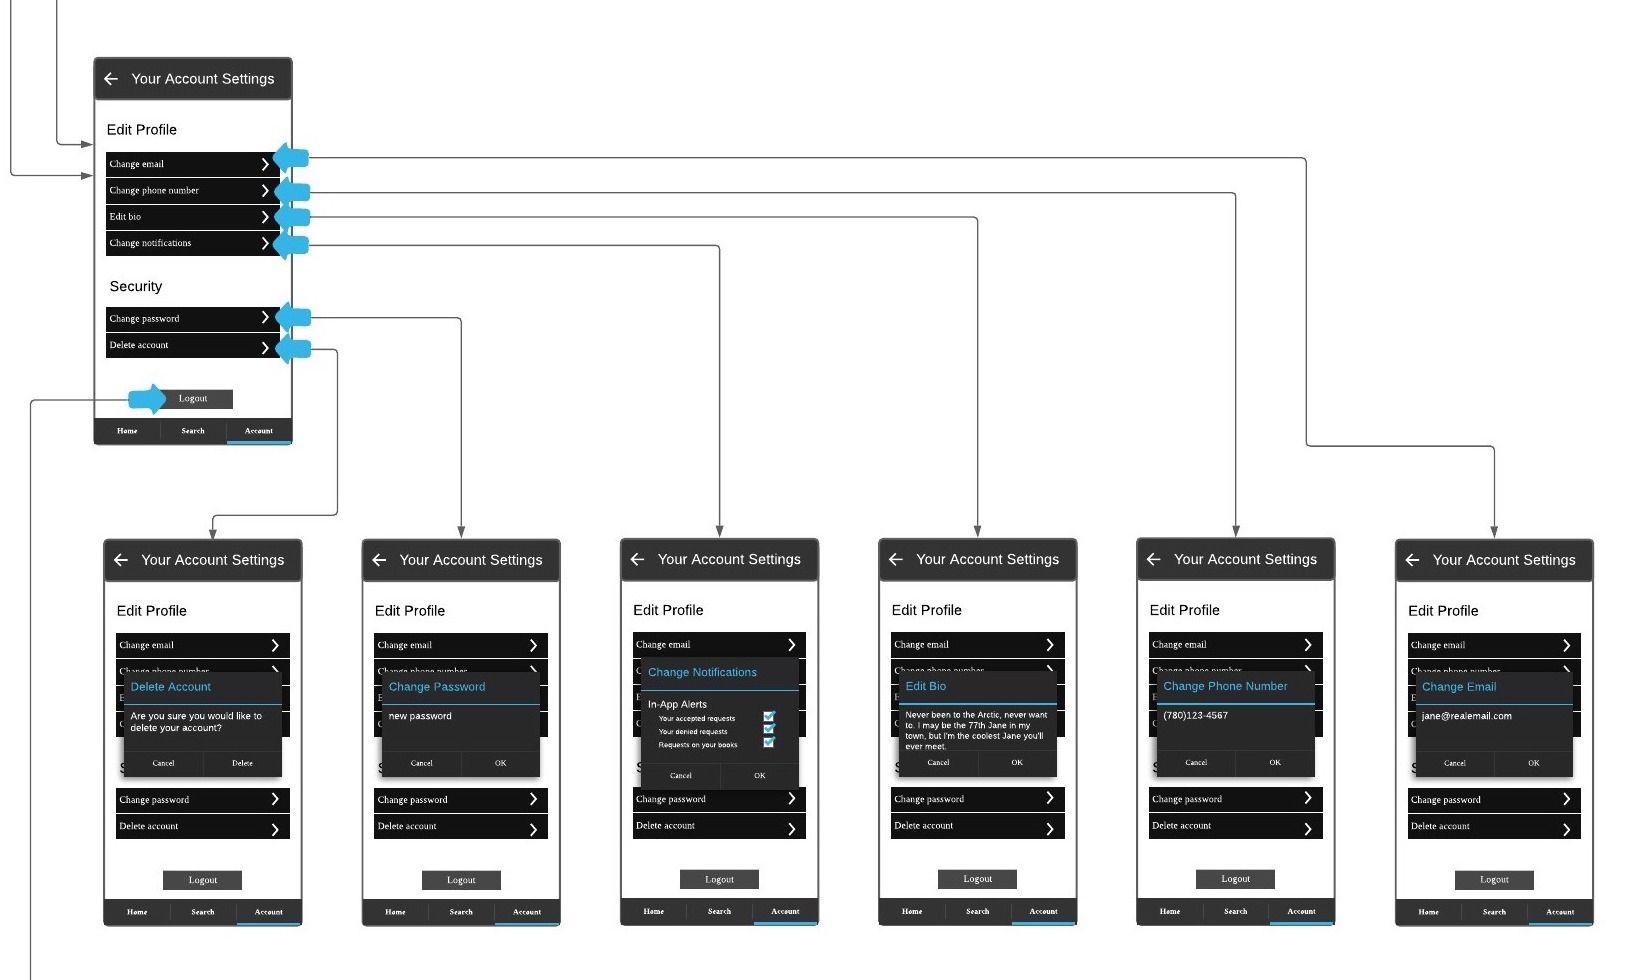 Your Account Settings
Edit Profile
Change email
Change phone number
Edit bio
Change notifications
Security
Change password
Delete account
Logout
Home Search Account
Your Account Settings
Edit Profile
Change email
Change phone number
Delete Account
Are you sure you would like to
delete your account?
Cancel Delete
Change password
Delete account
Logout
Home Search Account
Your Account Settings
Edit Profile
Change email
Change phone number
Change Password
new password
Cancel OK
Change password
Delete account
Logout
Home Search Account
Your Account Settings
Edit Profile
Change email
Change Notifications
In-App Alerts
Your accepted requests
Your denied requests
Requests on your books
Cancel OK
Change password
Delete account
Logout
Home Search Account
Your Account Settings
Edit Profile
Change email
Change phone number
Edit Bio
Never been to the Arctic, never want
to. I may be the 77th Jane in my
town, but I'm the coolest Jane you'll
ever meet.
Cancel OK
Change password
Delete account
Logout
Home Search Account
Your Account Settings
Edit Profile
Change email
Change phone number
Change Phone Number
(780)123-4567
Cancel OK
Change password
Delete account
Logout
Home Search Account
Your Account Settings
Edit Profile
Change email
Change phone number
Change Email
jane@realemail.com
Cancel OK
Change password
Delete account
Logout
Home Search Account